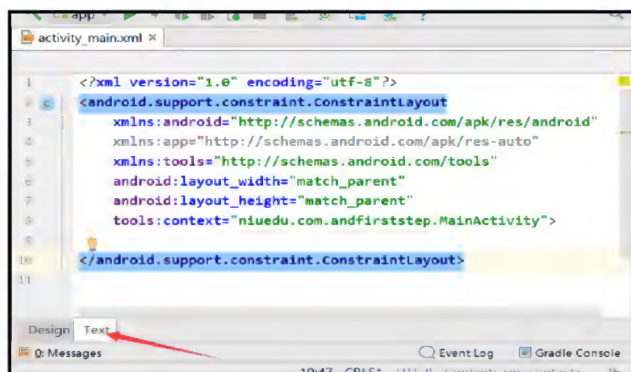 app
activity_main.xml ×
1 <?xml version="1.0" encoding="utf-8"?>
2 <android.support.constraint.ConstraintLayout
3 xmlns:android="http://schemas.android.com/apk/res/android"
4 xmlns:app="http://schemas.android.com/apk/res-auto"
5 xmlns:tools="http://schemas.android.com/tools"
6 android:layout_width="match_parent"
7 android:layout_height="match_parent"
8 tools:context="niuedu.com.andfirststep.MainActivity">
9
10 </android.support.constraint.ConstraintLayout>
11
Design Text
0: Messages Event Log Gradle Console